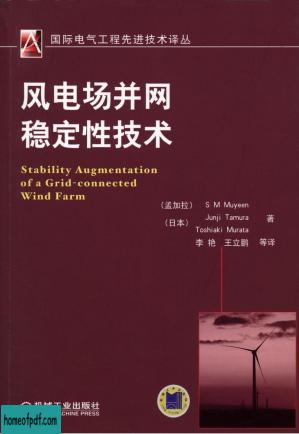 国际电气工程先进技术译丛
风电场并网
稳定性技术
Stability Augmentation
of a Grid-connected
Wind Farm
（孟加拉） S M Muyeen
（日本） Junji Tamura 著
Toshiaki Murata
李 艳 王立鹏 等译
机械工业出版社
MACHINE PRESS
homeofpdf.com
homeofpdf.com